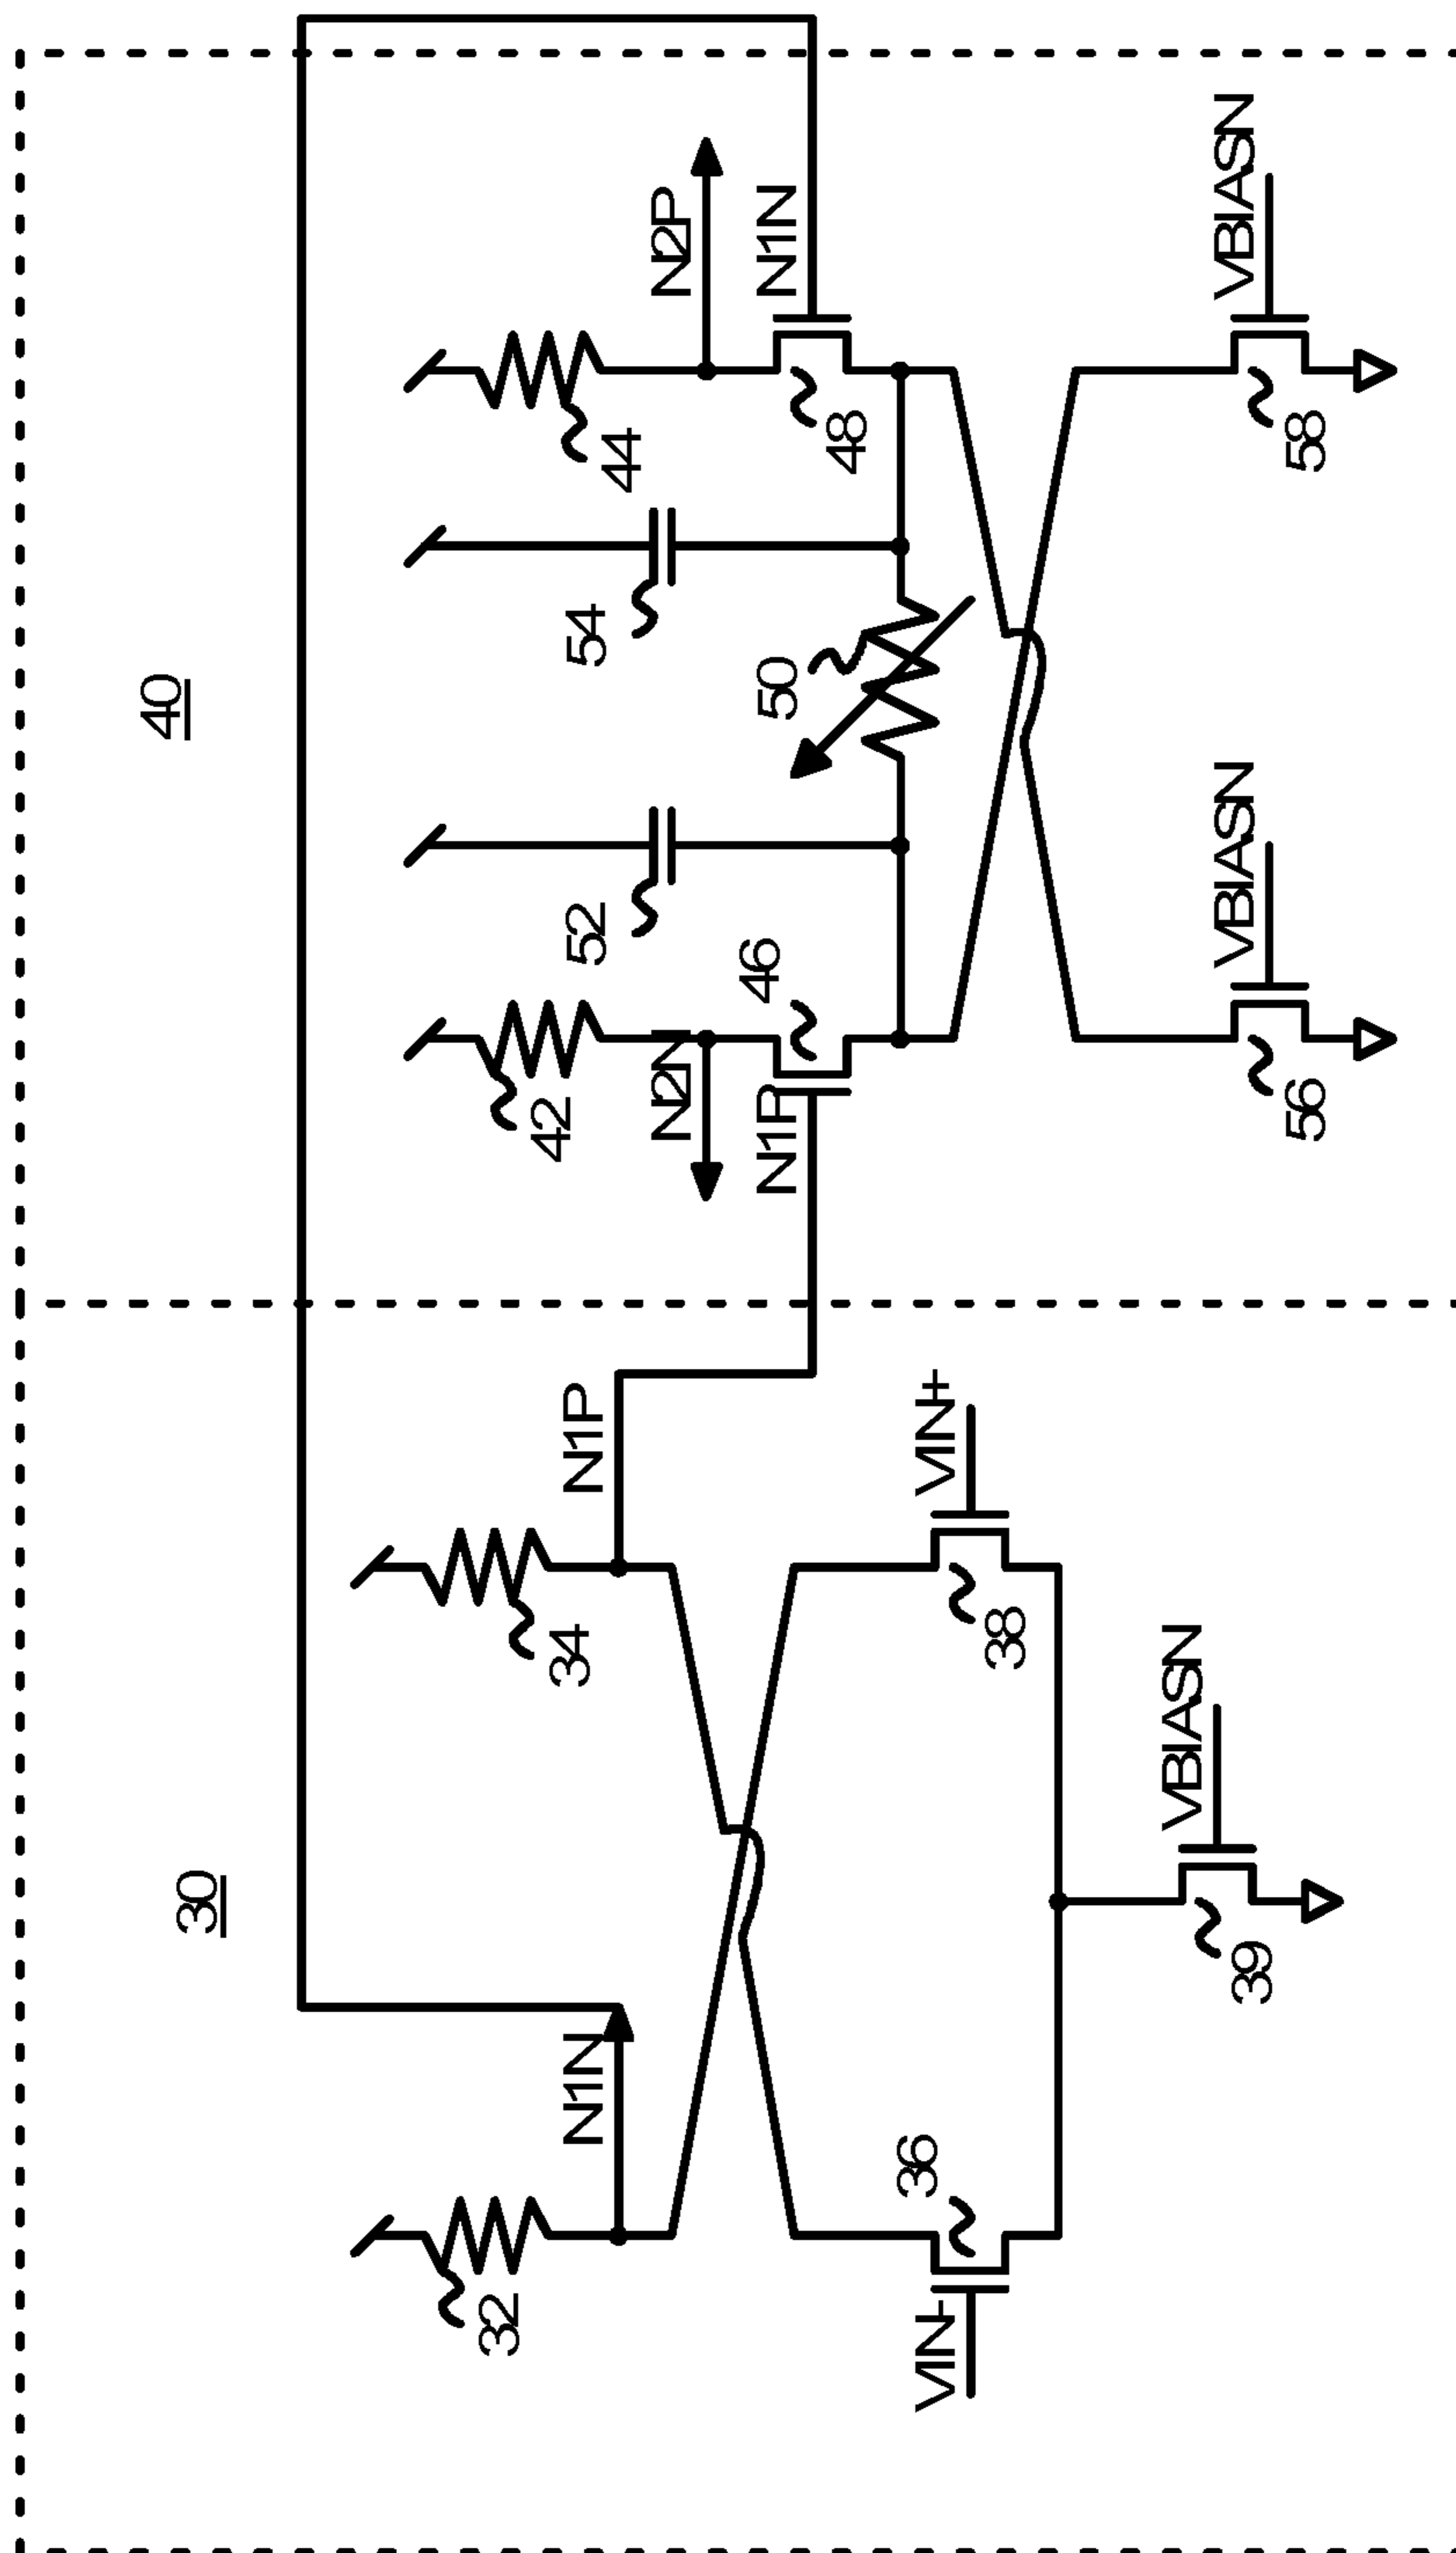 30
40
32
N1N
34
N1P
42
N2N
N1P
46
52
54
50
44
N2P
N1N
48
VIN-
36
38
VIN+
39
VBIASN
56
VBIASN
58
VBIASN